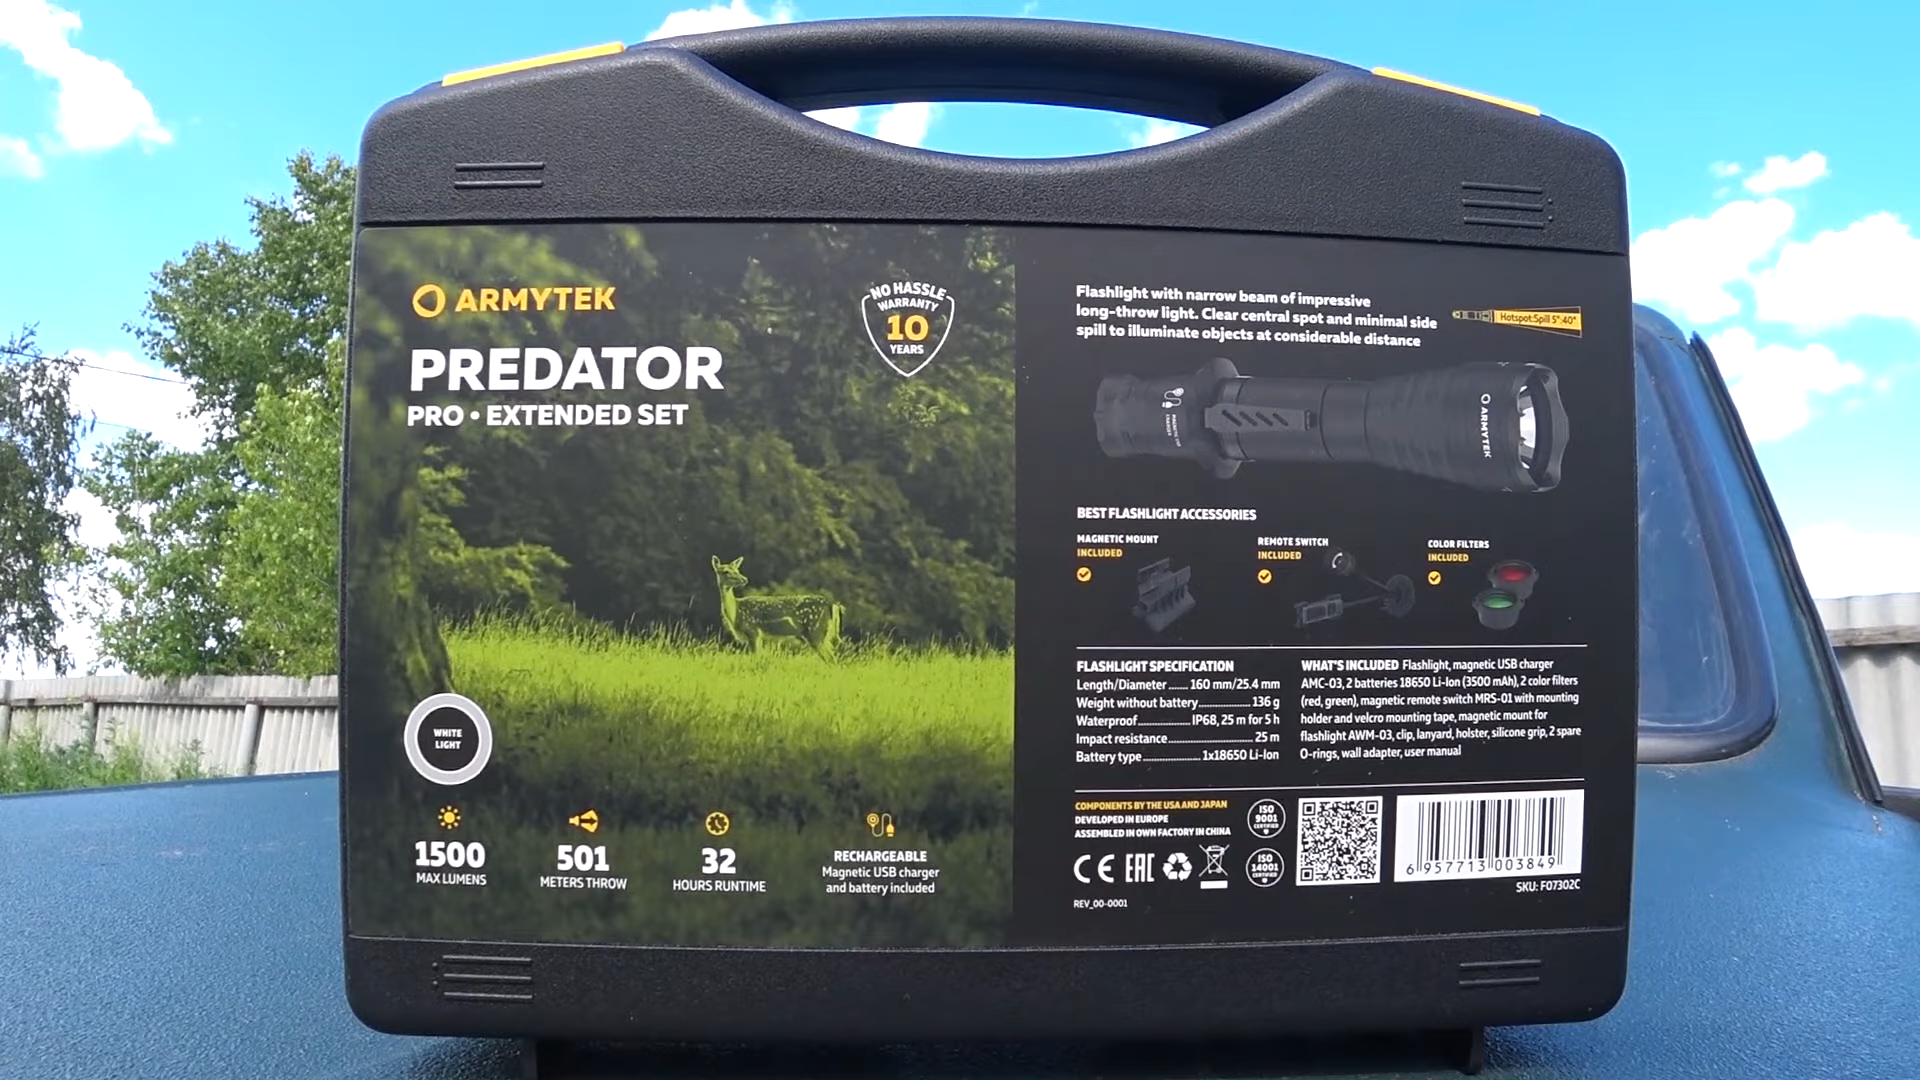 ARMYTEK
PREDATOR
PRO • EXTENDED SET
NO HASSLE
WARRANTY
10
YEARS
WHITE
LIGHT
1500
MAX LUMENS
501
METERS THROW
32
HOURS RUNTIME
RECHARGEABLE
Magnetic USB charger
and battery included
Flashlight with narrow beam of impressive
long-throw light. Clear central spot and minimal side
spill to illuminate objects at considerable distance
Hotspot:Spill 5°:40°
ARMYTEK
BEST FLASHLIGHT ACCESSORIES
MAGNETIC MOUNT
INCLUDED
REMOTE SWITCH
INCLUDED
COLOR FILTERS
INCLUDED
FLASHLIGHT SPECIFICATION
Length/Diameter....... 160 mm/25.4 mm
Weight without battery.................. 136 g
Waterproof.................. IP68, 25 m for 5 h
Impact resistance............................. 25 m
Battery type.................... 1x18650 Li-Ion
WHAT'S INCLUDED Flashlight, magnetic USB charger
AMC-03, 2 batteries 18650 Li-Ion (3500 mAh), 2 color filters
(red, green), magnetic remote switch MRS-01 with mounting
holder and velcro mounting tape, magnetic mount for
flashlight AWM-03, clip, lanyard, holster, silicone grip, 2 spare
O-rings, wall adapter, user manual
COMPONENTS BY THE USA AND JAPAN
DEVELOPED IN EUROPE
ASSEMBLED IN OWN FACTORY IN CHINA
CE EAC
ISO
9001
CERTIFIED
ISO
14001
CERTIFIED
6 957713 003849
SKU: F07302C
REV_00-0001